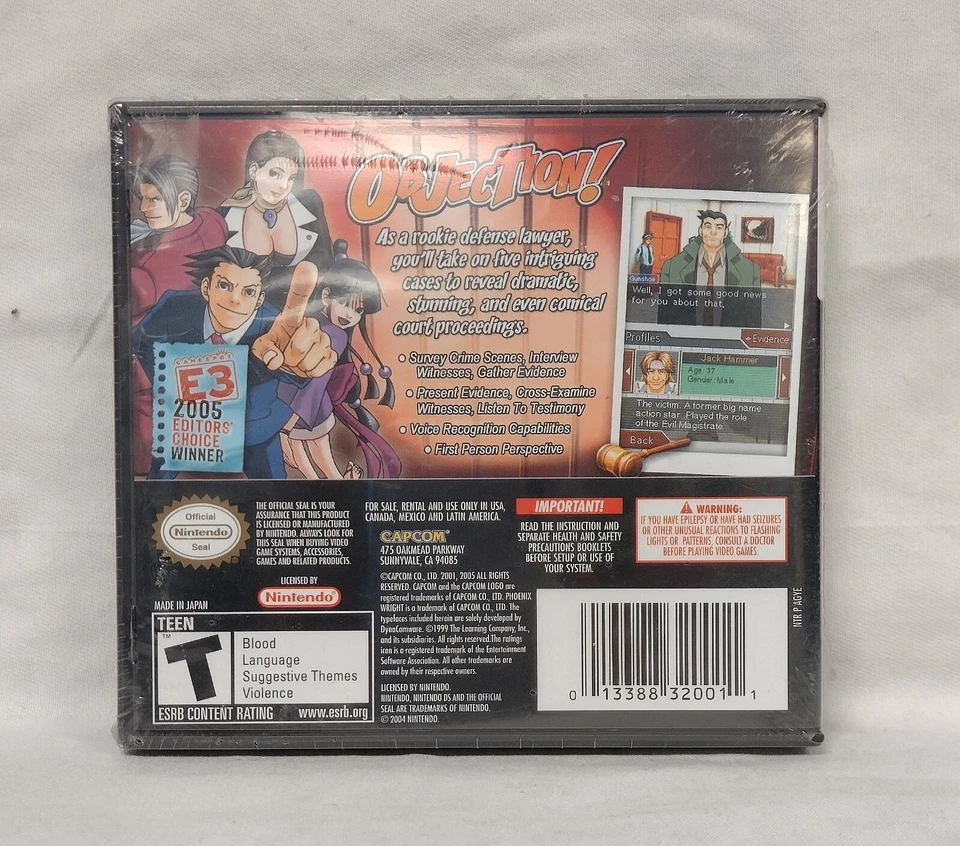 OBJECTION!
As a rookie defense lawyer,
you'll take on five intriguing
cases to reveal dramatic,
stunning, and even comical
court proceedings.
• Survey Crime Scenes, Interview
Witnesses, Gather Evidence
• Present Evidence, Cross-Examine
Witnesses, Listen To Testimony
• Voice Recognition Capabilities
• First Person Perspective
GAMESPOT
E3
2005
EDITORS'
CHOICE
WINNER
Gumshoe
Well, I got some good news
for you about that.
Profiles
Evidence
Jack Hammer
Age: 37
Gender: Male
The victim. A former big name
action star. Played the role
of the Evil Magistrate.
Back
Official
Nintendo
Seal
THE OFFICIAL SEAL IS YOUR
ASSURANCE THAT THIS PRODUCT
IS LICENSED OR MANUFACTURED
BY NINTENDO. ALWAYS LOOK FOR
THIS SEAL WHEN BUYING VIDEO
GAME SYSTEMS, ACCESSORIES,
GAMES AND RELATED PRODUCTS.
LICENSED BY
Nintendo
MADE IN JAPAN
TEEN
T
TM
Blood
Language
Suggestive Themes
Violence
ESRB CONTENT RATING www.esrb.org
FOR SALE, RENTAL AND USE ONLY IN USA,
CANADA, MEXICO AND LATIN AMERICA.
CAPCOM
475 OAKMEAD PARKWAY
SUNNYVALE, CA 94085
©CAPCOM CO., LTD. 2001, 2005 ALL RIGHTS
RESERVED. CAPCOM and the CAPCOM LOGO are
registered trademarks of CAPCOM CO., LTD. PHOENIX
WRIGHT is a trademark of CAPCOM CO., LTD. The
typefaces included herein are solely developed by
DynaComware. ©1999 The Learning Company, Inc.,
and its subsidiaries. All rights reserved. The ratings
icon is a registered trademark of the Entertainment
Software Association. All other trademarks are
owned by their respective owners.
LICENSED BY NINTENDO.
NINTENDO, NINTENDO DS AND THE OFFICIAL
SEAL ARE TRADEMARKS OF NINTENDO.
© 2004 NINTENDO.
IMPORTANT!
READ THE INSTRUCTION AND
SEPARATE HEALTH AND SAFETY
PRECAUTIONS BOOKLETS
BEFORE SETUP OR USE OF
YOUR SYSTEM.
WARNING:
IF YOU HAVE EPILEPSY OR HAVE HAD SEIZURES
OR OTHER UNUSUAL REACTIONS TO FLASHING
LIGHTS OR PATTERNS, CONSULT A DOCTOR
BEFORE PLAYING VIDEO GAMES.
0 13388 32001 1
NTR P AGYE